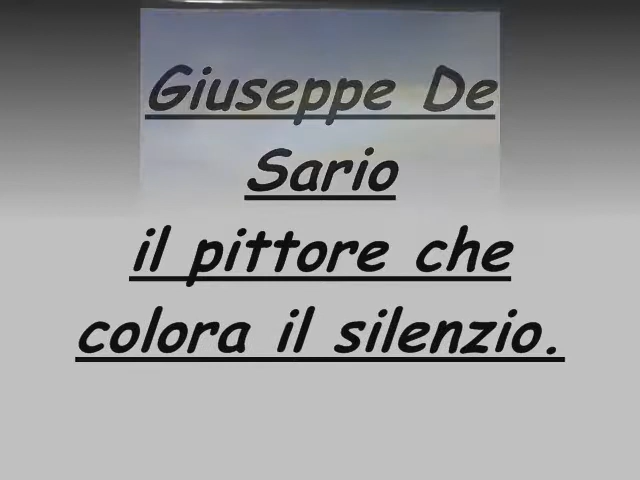 Giuseppe De
Sario
il pittore che
colora il silenzio.